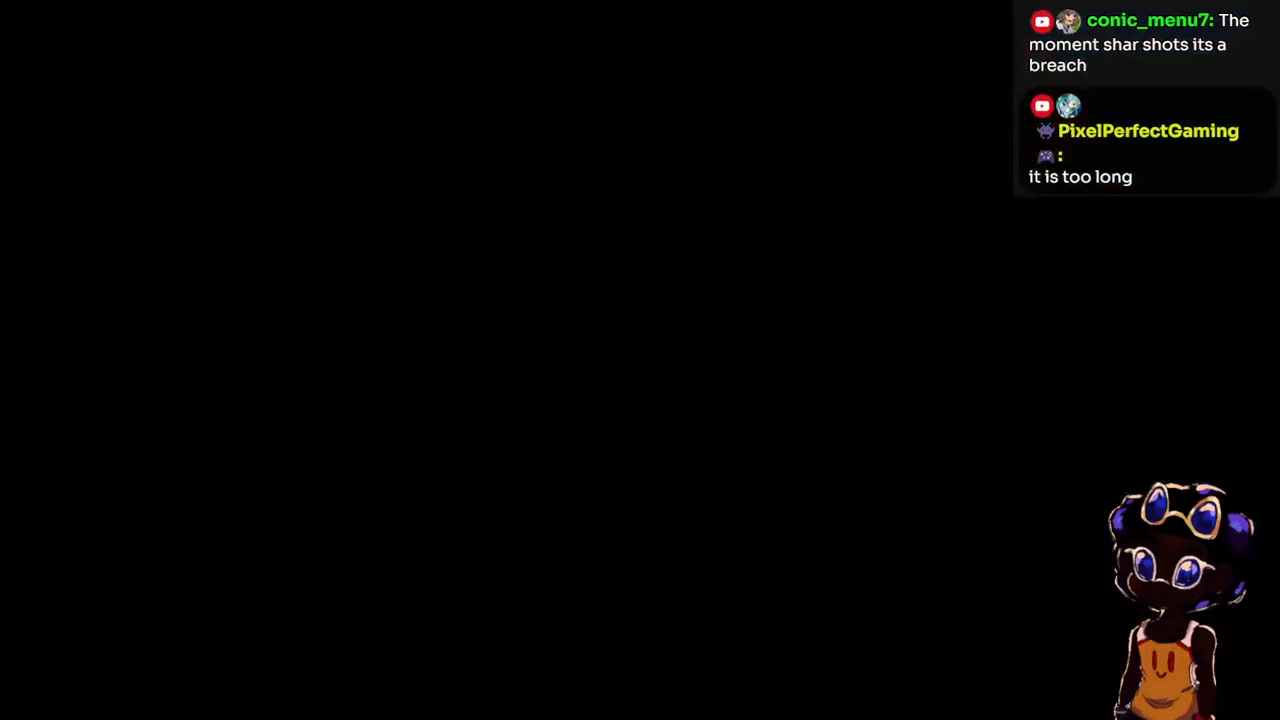 conic_menu7: The
moment shar shots its a
breach
PixelPerfectGaming
:
it is too long